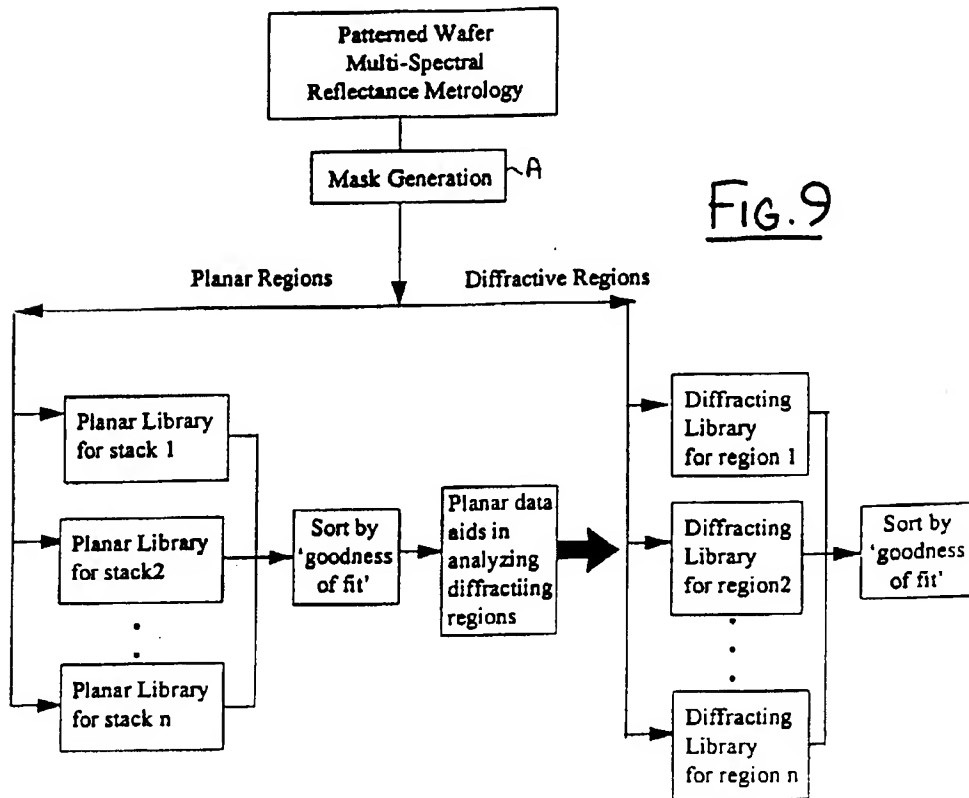 Patterned Wafer
Multi-Spectral
Reflectance Metrology
Mask Generation
A
FIG. 9
Planar Regions
Diffractive Regions
Planar Library
for stack 1
Planar Library
for stack2
Planar Library
for stack n
Sort by
'goodness
of fit'
Planar data
aids in
analyzing
diffractiing
regions
Diffracting
Library
for region 1
Diffracting
Library
for region2
Diffracting
Library
for region n
Sort by
'goodness
of fit'